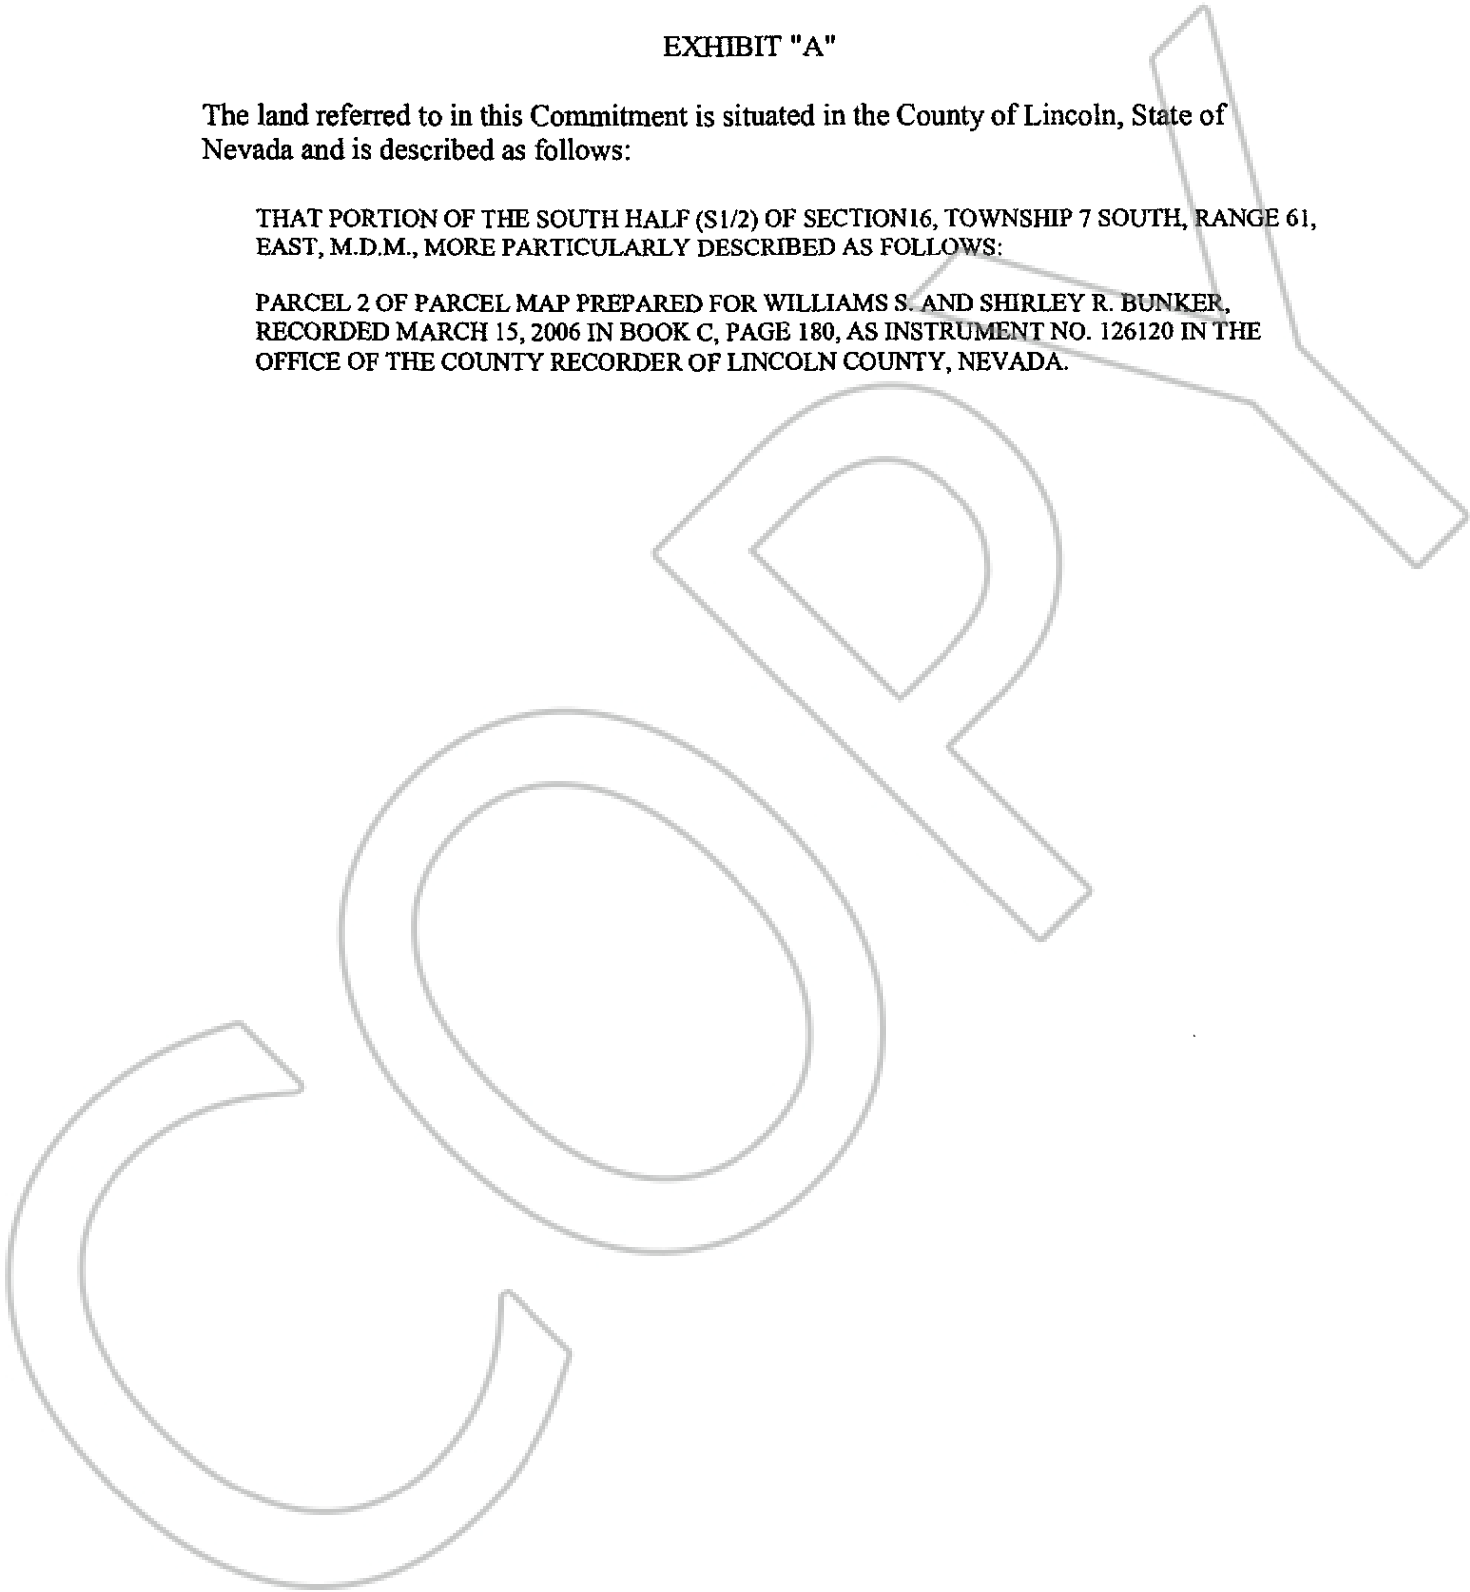 EXHIBIT "A"
The land referred to in this Commitment is situated in the County of Lincoln, State of
Nevada and is described as follows:
THAT PORTION OF THE SOUTH HALF (S1/2) OF SECTION16, TOWNSHIP 7 SOUTH, RANGE 61,
EAST, M.D.M., MORE PARTICULARLY DESCRIBED AS FOLLOWS:
PARCEL 2 OF PARCEL MAP PREPARED FOR WILLIAMS S. AND SHIRLEY R. BUNKER,
RECORDED MARCH 15, 2006 IN BOOK C, PAGE 180, AS INSTRUMENT NO. 126120 IN THE
OFFICE OF THE COUNTY RECORDER OF LINCOLN COUNTY, NEVADA.
COPY